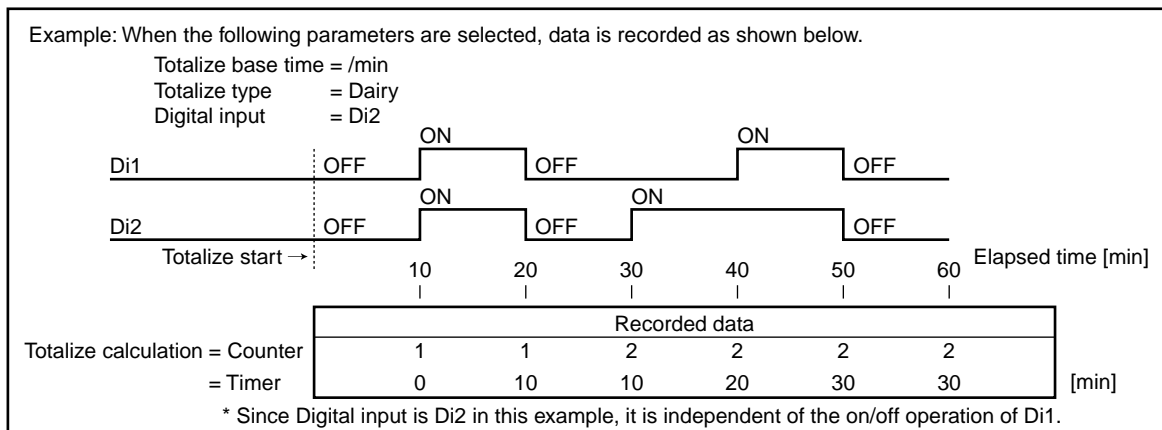 Example: When the following parameters are selected, data is recorded as shown below.
Totalize base time = /min
Totalize type = Dairy
Digital input = Di2
ON ON
Di1 OFF OFF OFF
ON ON
Di2 OFF OFF OFF
Totalize start → Elapsed time [min]
10 20 30 40 50 60
Recorded data
Totalize calculation = Counter 1 1 2 2 2 2
= Timer 0 10 10 20 30 30 [min]
* Since Digital input is Di2 in this example, it is independent of the on/off operation of Di1.